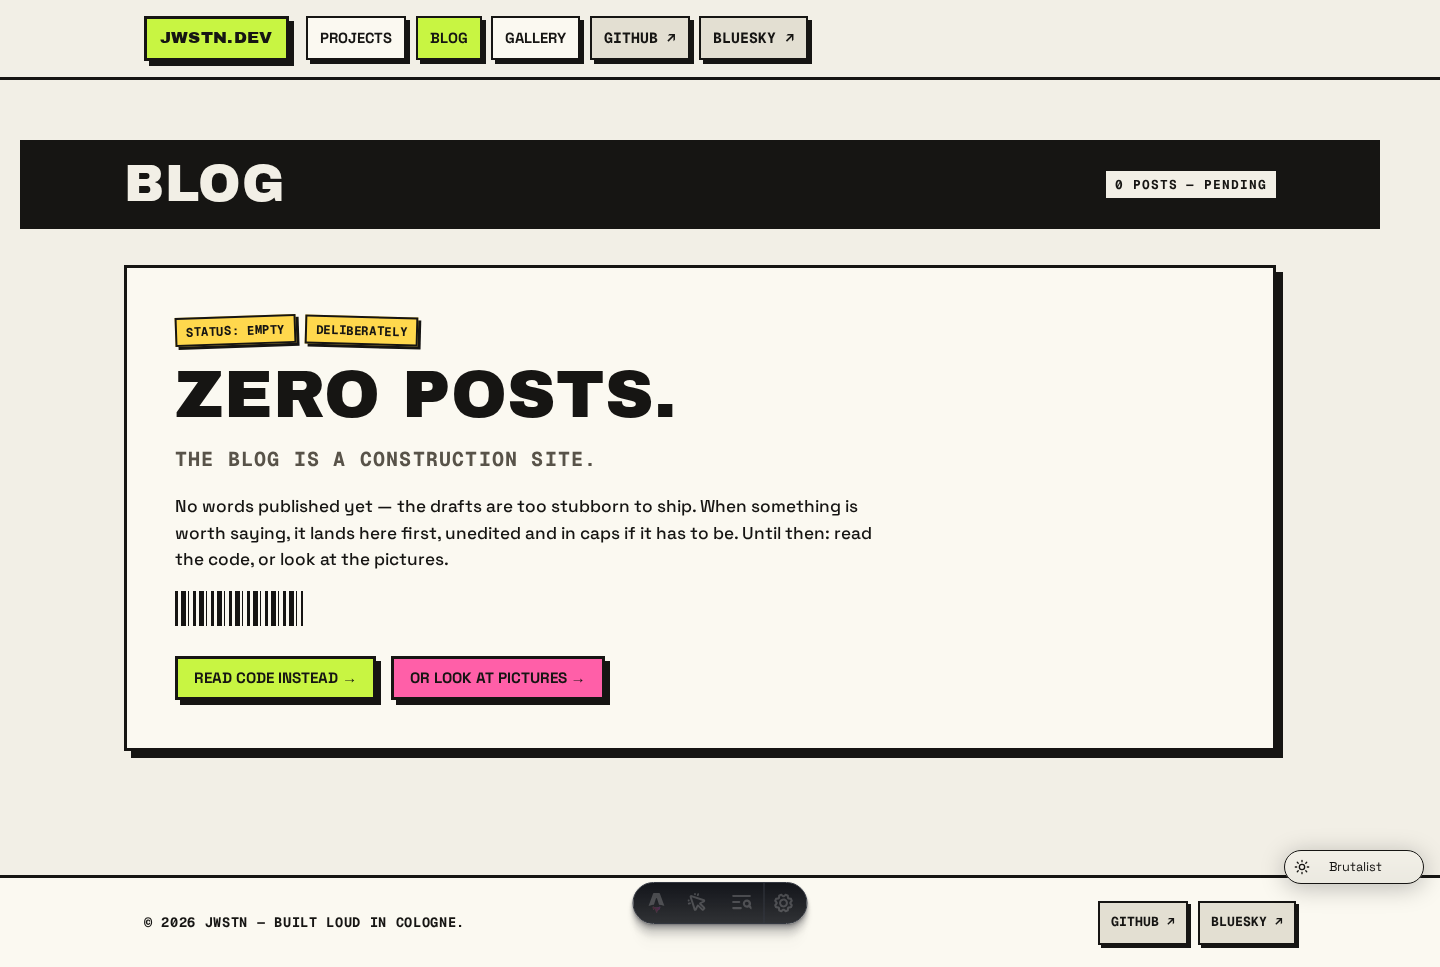 JWSTN.DEV PROJECTS BLOG GALLERY GITHUB ↗ BLUESKY ↗
BLOG
0 POSTS — PENDING
STATUS: EMPTY DELIBERATELY
ZERO POSTS.
THE BLOG IS A CONSTRUCTION SITE.
No words published yet — the drafts are too stubborn to ship. When something is
worth saying, it lands here first, unedited and in caps if it has to be. Until then: read
the code, or look at the pictures.
READ CODE INSTEAD → OR LOOK AT PICTURES →
Brutalist
© 2026 JWSTN — BUILT LOUD IN COLOGNE.
GITHUB ↗ BLUESKY ↗